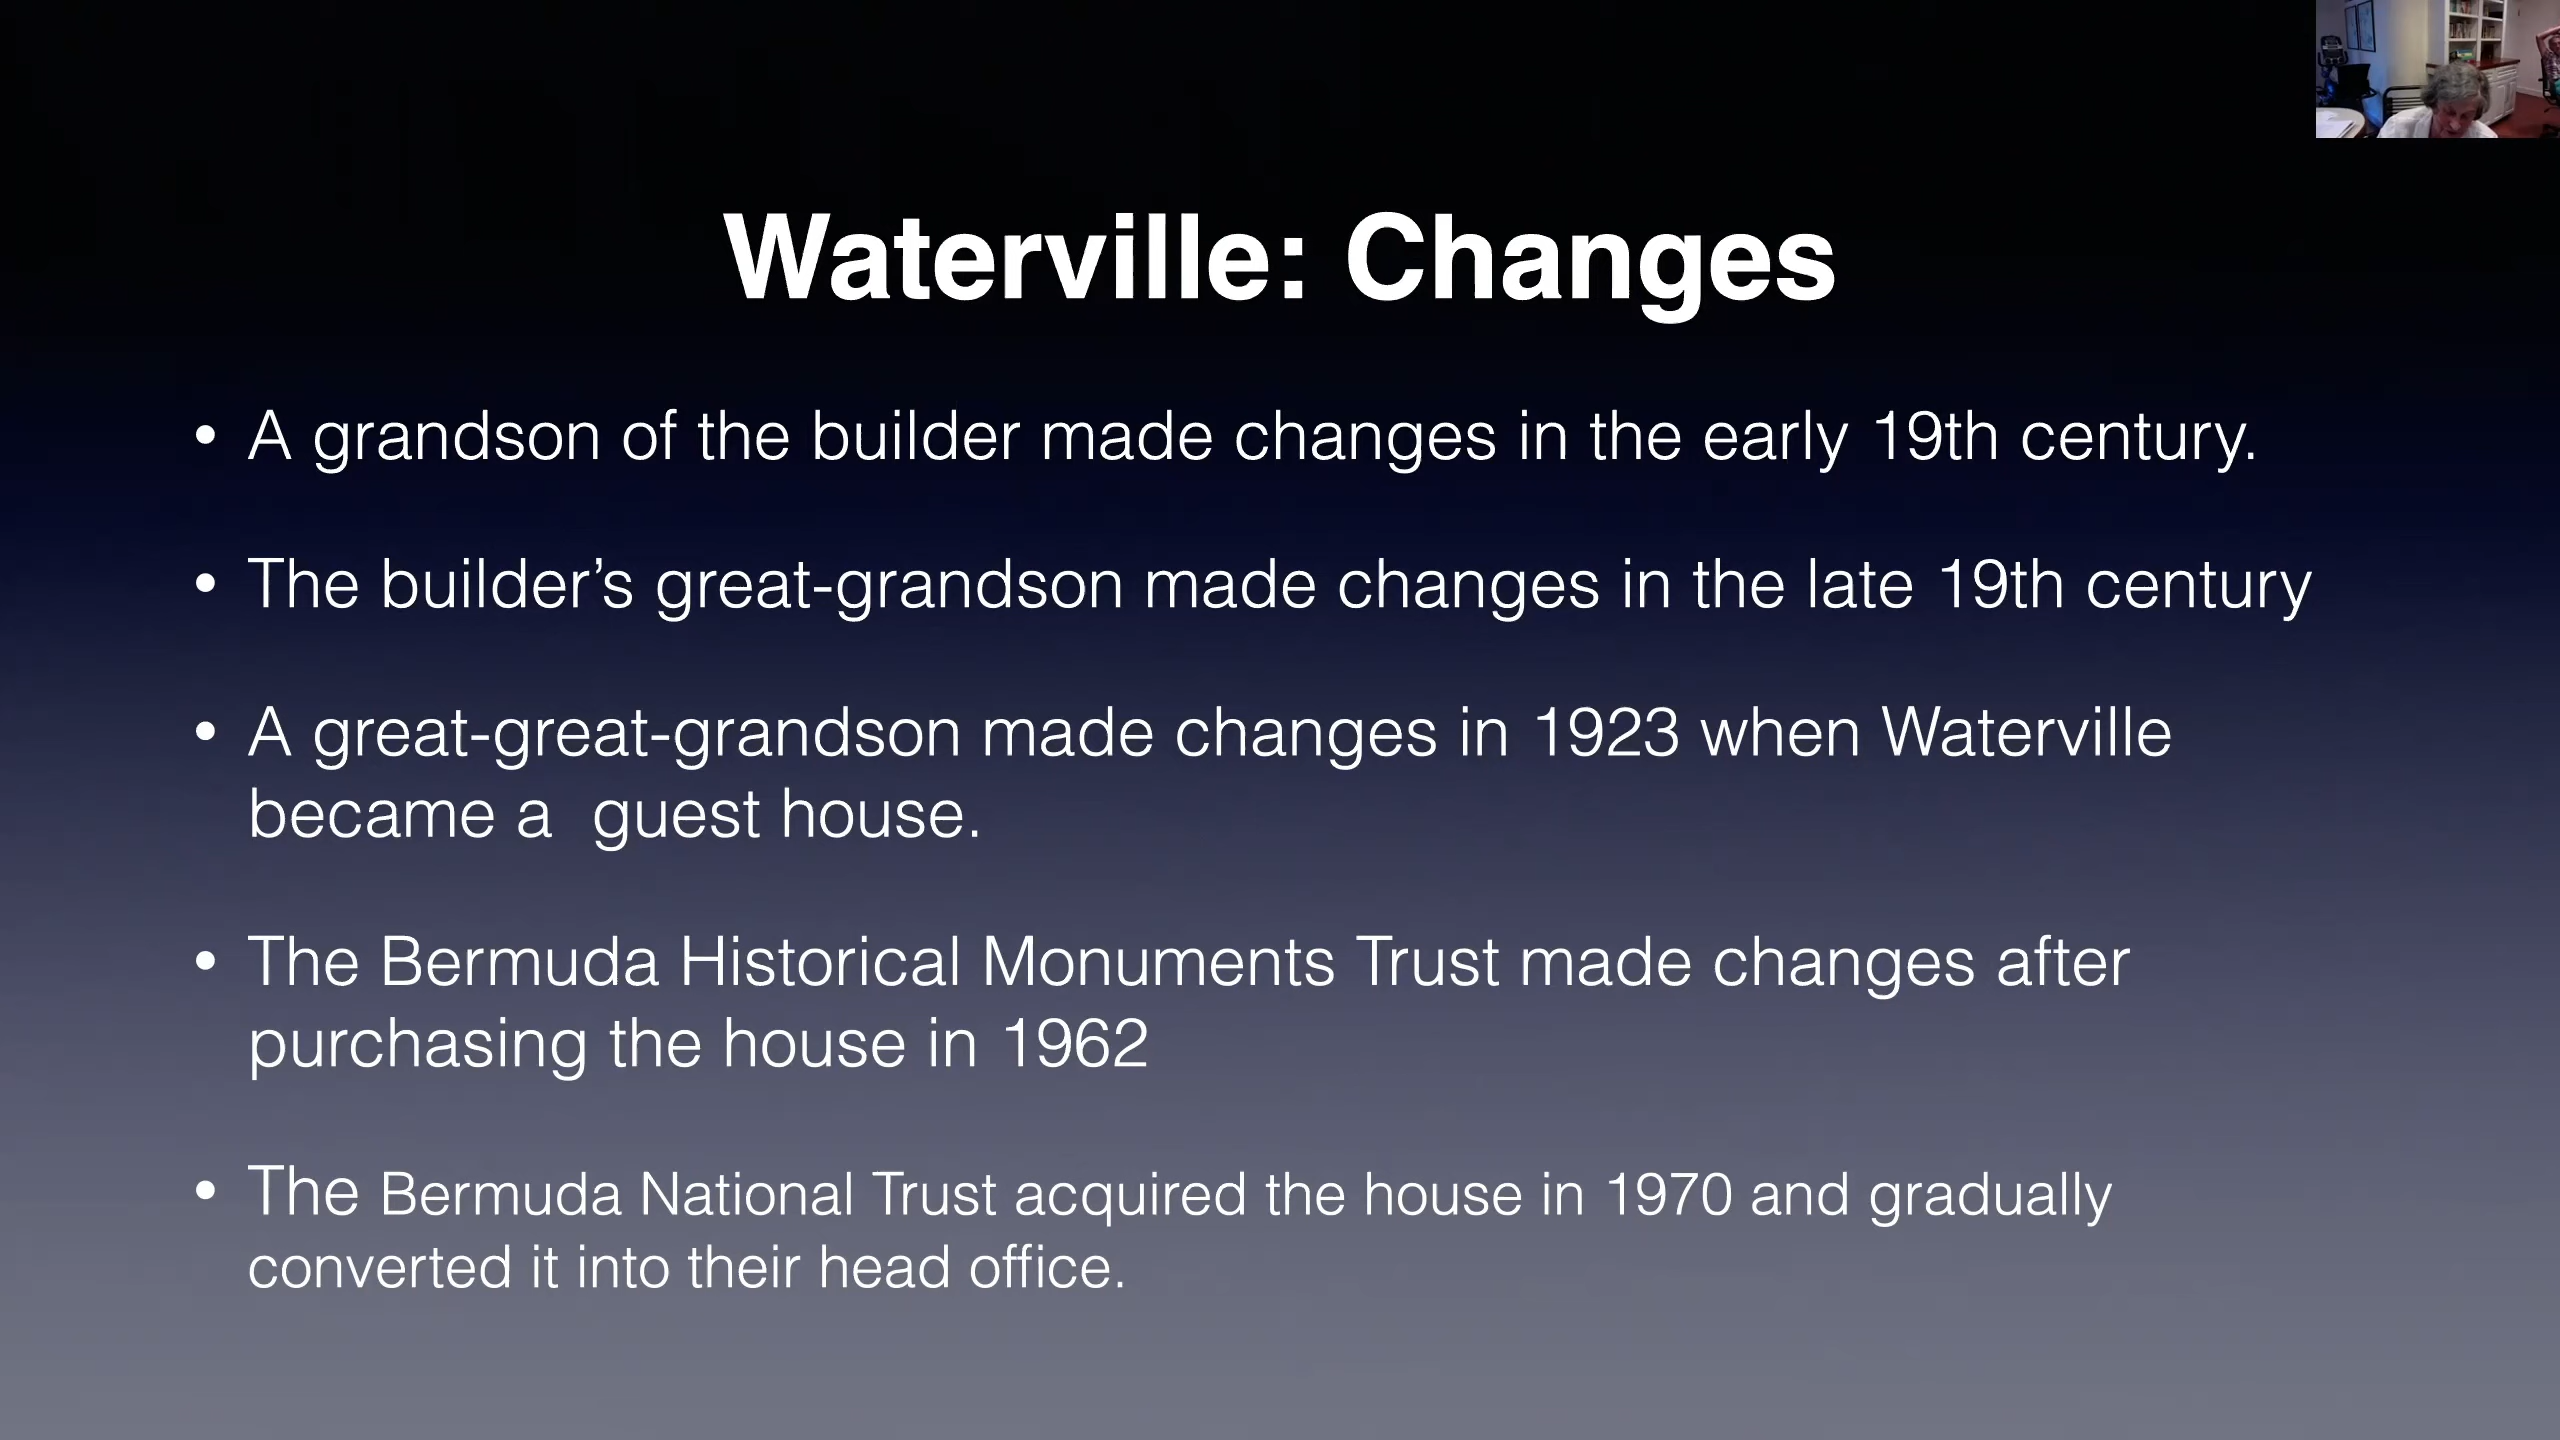 Waterville: Changes
• A grandson of the builder made changes in the early 19th century.
• The builder’s great-grandson made changes in the late 19th century
• A great-great-grandson made changes in 1923 when Waterville
became a  guest house.
• The Bermuda Historical Monuments Trust made changes after
purchasing the house in 1962
• The Bermuda National Trust acquired the house in 1970 and gradually
converted it into their head office.